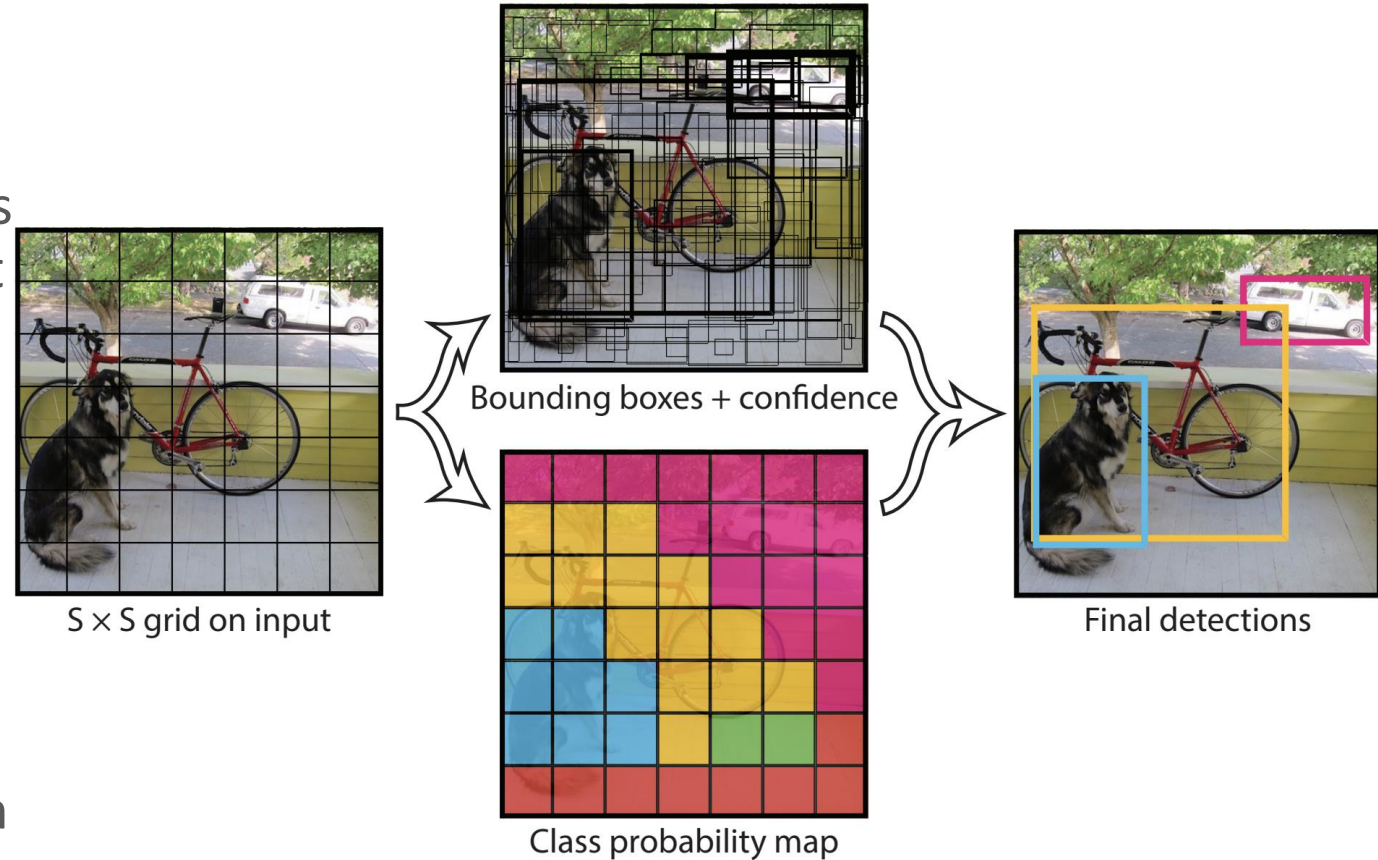 Bounding boxes + confidence
S × S grid on input
Final detections
Class probability map